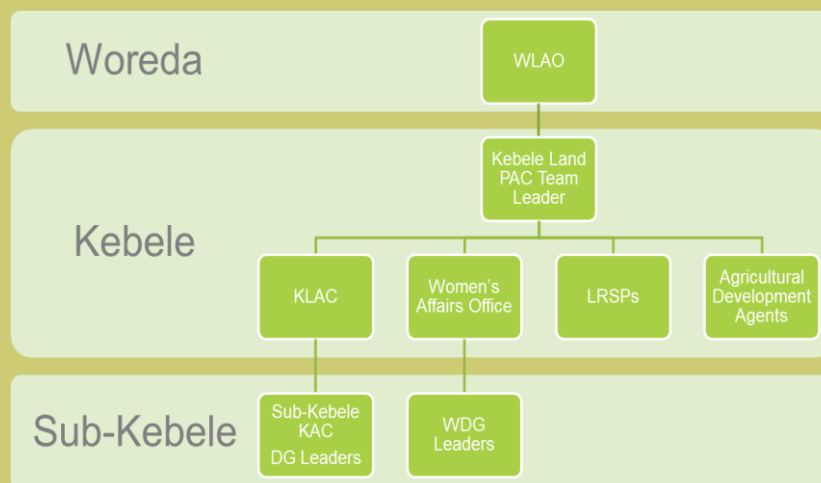 Woreda
WLAO
Kebele
Kebele Land
PAC Team
Leader
KLAC
Women's
Affairs Office
LRSPs
Agricultural
Development
Agents
Sub-Kebele
Sub-Kebele
KAC
DG Leaders
WDG
Leaders